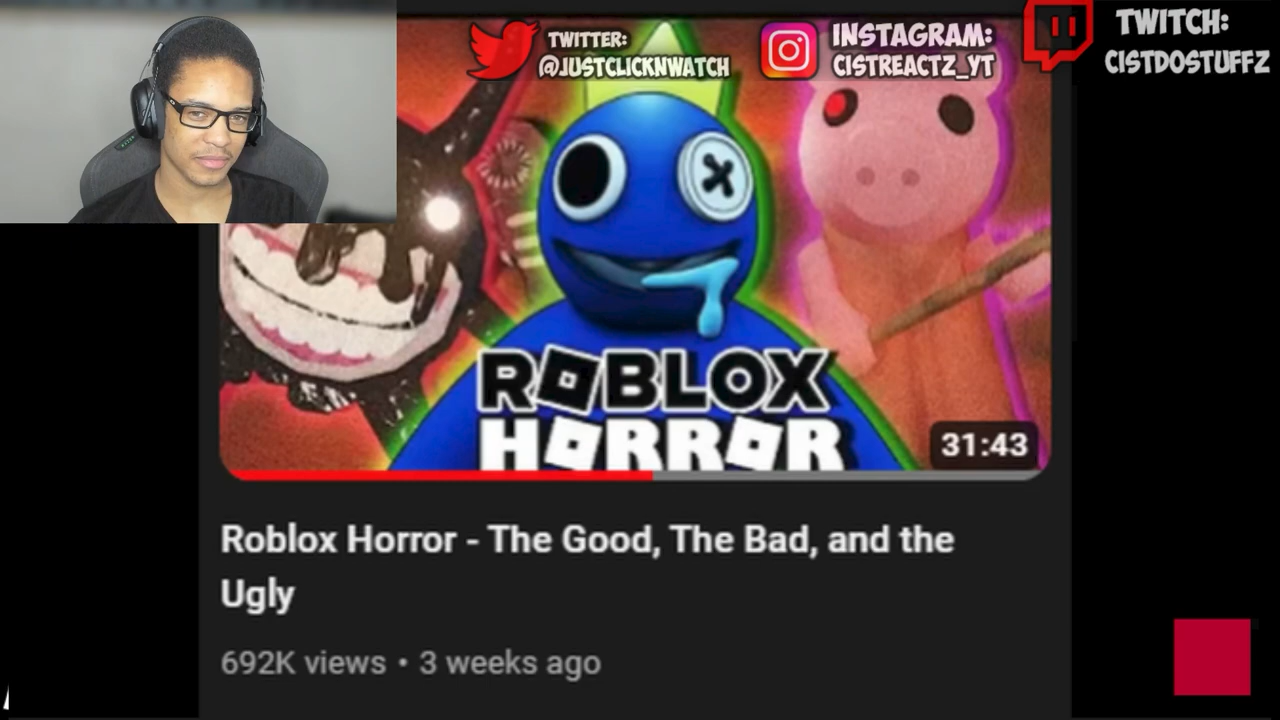 TWITTER:
@JUSTCLICKNWATCH
INSTAGRAM:
CISTREACTZ_YT
TWITCH:
CISTDOSTUFFZ
ROBLOX
HORROR
31:43
Roblox Horror - The Good, The Bad, and the
Ugly
692K views • 3 weeks ago